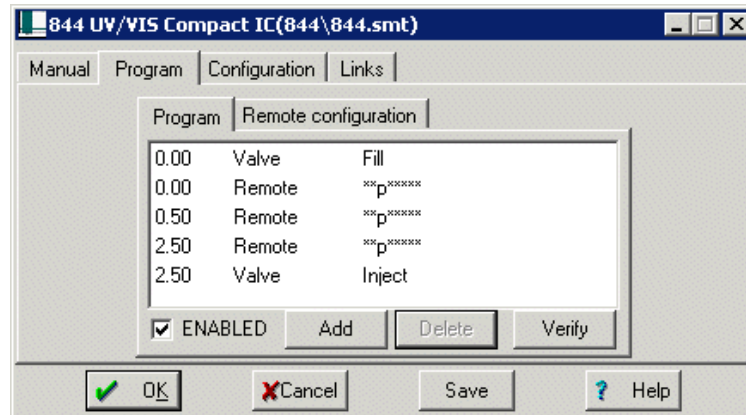 844 UV/VIS Compact IC(844\844.smt)
Manual Program Configuration Links
Program Remote configuration
0.00 Valve Fill
0.00 Remote **p*****
0.50 Remote **p*****
2.50 Remote **p*****
2.50 Valve Inject
ENABLED Add Delete Verify
OK Cancel Save ? Help